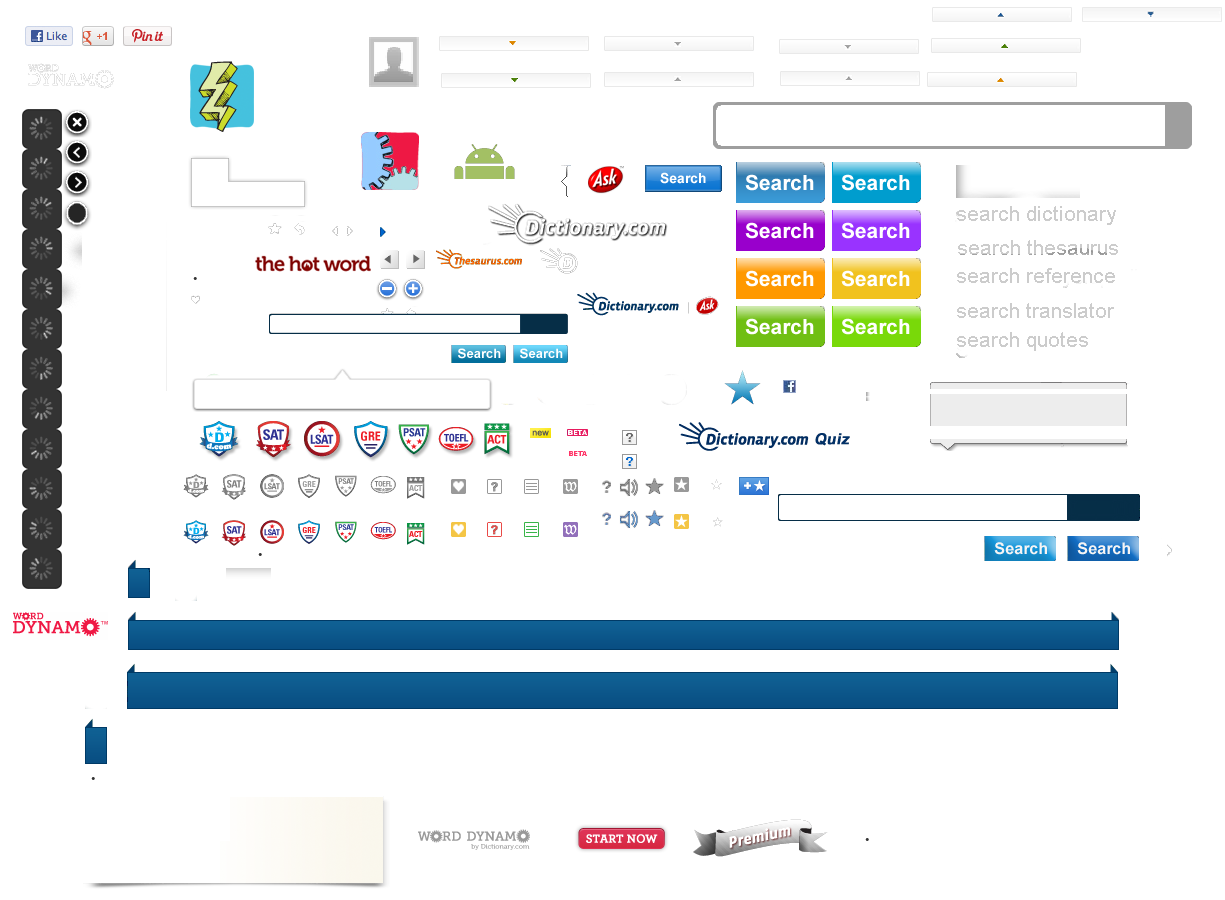 Like
+1
Pin it
WORD
DYNAMO
Ask
Search
Search
Search
search dictionary
Dictionary.com
Search
Search
search thesaurus
the hot word
Thesaurus.com
D
Search
Search
search reference
Dictionary.com
Ask
Search
Search
search translator
Search
Search
search quotes
D
d.com
SAT
LSAT
GRE
PSAT
TOEFL
ACT
new
BETA
BETA
?
?
Dictionary.com Quiz
D
SAT
LSAT
GRE
PSAT
TOEFL
ACT
?
w
?
D
SAT
LSAT
GRE
PSAT
TOEFL
ACT
?
w
?
Search
Search
WORD
DYNAMO™
WORD DYNAMO
by Dictionary.com
START NOW
Premium